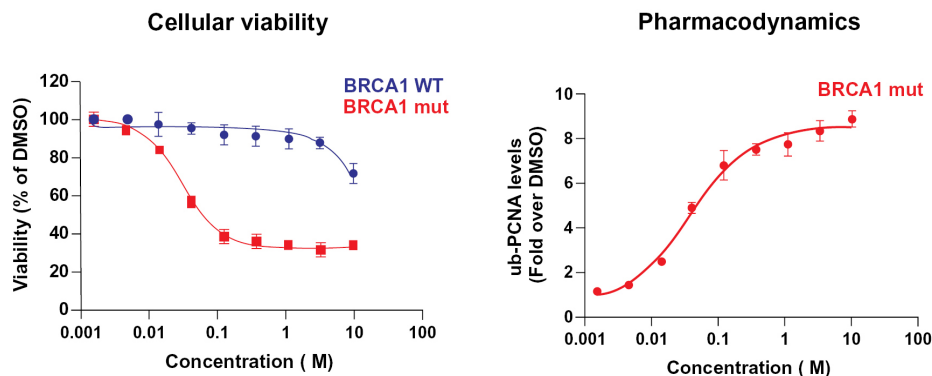 Cellular viability
120
100
80
60
40
20
0
Viability (% of DMSO)
BRCA1 WT
BRCA1 mut
0.001 0.01 0.1 1 10 100
Concentration ( M)
Pharmacodynamics
10
8
6
4
2
0
ub-PCNA levels
(Fold over DMSO)
BRCA1 mut
0.001 0.01 0.1 1 10 100
Concentration ( M)